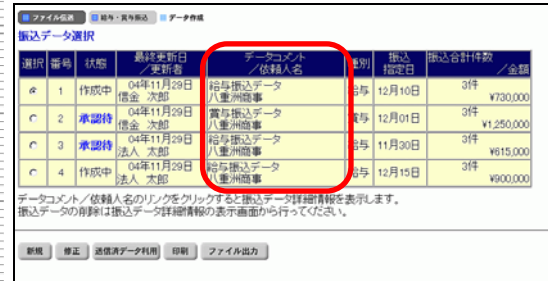 ファイル伝送 給与・賞与振込 データ作成
振込データ選択
選択 番号 状態 最終更新日／更新者 データコメント／依頼人名 種別 振込指定日 振込合計件数／金額
1 作成中 04年11月29日 給与振込データ 給与 12月10日 3件
信金 次郎 八重洲商事 ¥730,000
2 承認待 04年11月29日 賞与振込データ 賞与 12月01日 3件
信金 次郎 八重洲商事 ¥1,250,000
3 承認待 04年11月29日 給与振込データ 給与 11月30日 3件
法人 太郎 八重洲商事 ¥615,000
4 作成中 04年11月29日 給与振込データ 給与 12月15日 3件
法人 太郎 八重洲商事 ¥900,000
データコメント／依頼人名のリンクをクリックすると振込データ詳細情報を表示します。
振込データの削除は振込データ詳細情報の表示画面から行ってください。
新規 修正 送信済データ利用 印刷 ファイル出力